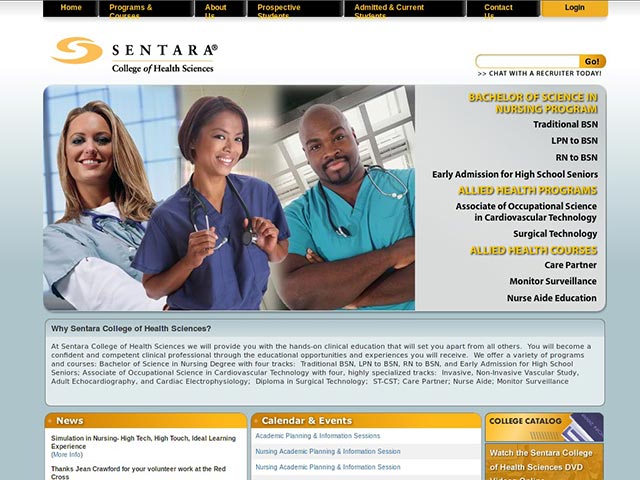 Home
Programs & Courses
About Us
Prospective Students
Admitted & Current Students
Contact Us
Login
SENTARA®
College of Health Sciences
Go!
>> CHAT WITH A RECRUITER TODAY!
BACHELOR OF SCIENCE IN
NURSING PROGRAM
Traditional BSN
LPN to BSN
RN to BSN
Early Admission for High School Seniors
ALLIED HEALTH PROGRAMS
Associate of Occupational Science
in Cardiovascular Technology
Surgical Technology
ALLIED HEALTH COURSES
Care Partner
Monitor Surveillance
Nurse Aide Education
Why Sentara College of Health Sciences?
At Sentara College of Health Sciences we will provide you with the hands-on clinical education that will set you apart from all others. You will become a
confident and competent clinical professional through the educational opportunities and experiences you will receive. We offer a variety of programs
and courses: Bachelor of Science in Nursing Degree with four tracks: Traditional BSN, LPN to BSN, RN to BSN, and Early Admission for High School
Seniors; Associate of Occupational Science in Cardiovascular Technology with four, highly specialized tracks: Invasive, Non-Invasive Vascular Study,
Adult Echocardiography, and Cardiac Electrophysiology; Diploma in Surgical Technology; ST-CST; Care Partner; Nurse Aide; Monitor Surveillance
News
Simulation in Nursing- High Tech, High Touch, Ideal Learning
Experience
(More Info)
Thanks Jean Crawford for your volunteer work at the Red
Cross
Calendar & Events
Academic Planning & Information Sessions
Nursing Academic Planning & Information Session
Nursing Academic Planning & Information Session
COLLEGE CATALOG
Watch the Sentara College
of Health Sciences DVD
Videos Online